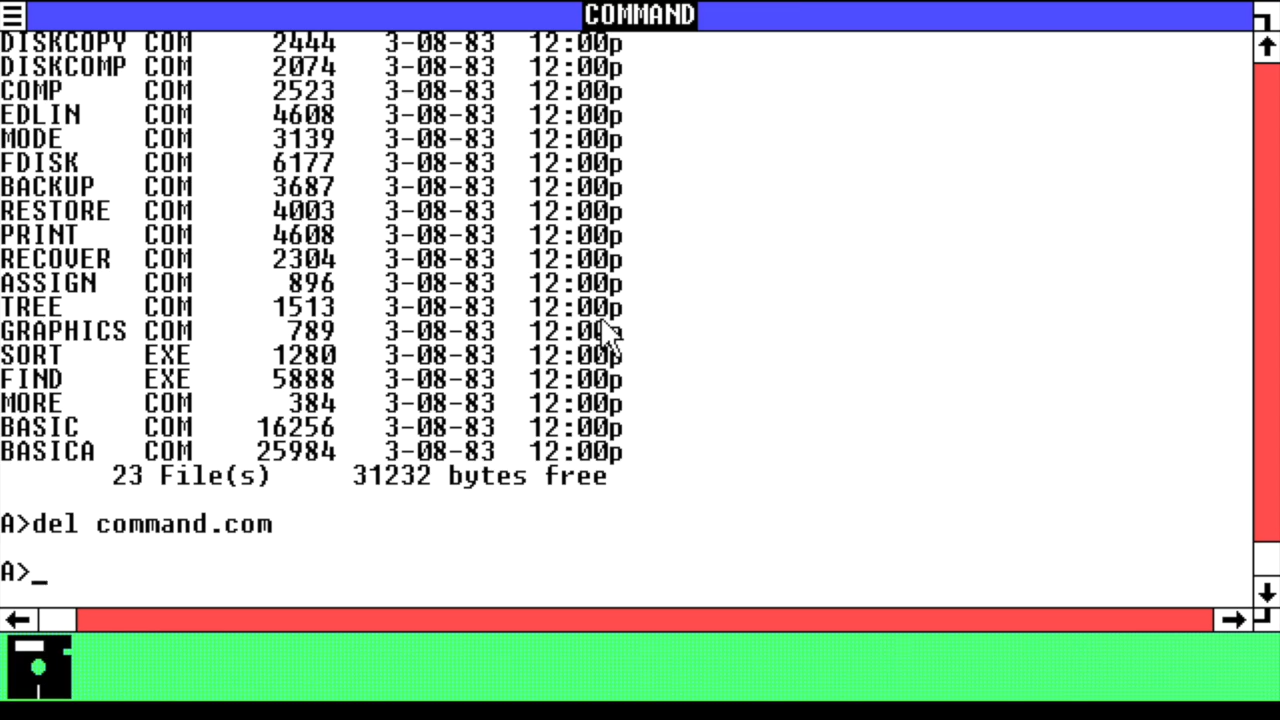 COMMAND
DISKCOPY COM 2444 3-08-83 12:00p
DISKCOMP COM 2074 3-08-83 12:00p
COMP COM 2523 3-08-83 12:00p
EDLIN COM 4608 3-08-83 12:00p
MODE COM 3139 3-08-83 12:00p
FDISK COM 6177 3-08-83 12:00p
BACKUP COM 3687 3-08-83 12:00p
RESTORE COM 4003 3-08-83 12:00p
PRINT COM 4608 3-08-83 12:00p
RECOVER COM 2304 3-08-83 12:00p
ASSIGN COM 896 3-08-83 12:00p
TREE COM 1513 3-08-83 12:00p
GRAPHICS COM 789 3-08-83 12:00p
SORT EXE 1280 3-08-83 12:00p
FIND EXE 5888 3-08-83 12:00p
MORE COM 384 3-08-83 12:00p
BASIC COM 16256 3-08-83 12:00p
BASICA COM 25984 3-08-83 12:00p
23 File(s) 31232 bytes free
A>del command.com
A>_